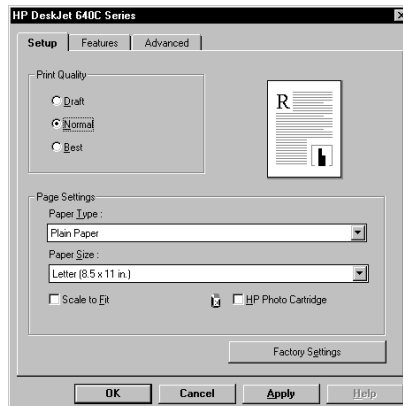 HP DeskJet 640C Series
Setup Features Advanced
Print Quality
Draft
Normal
Best
R
Page Settings
Paper Type :
Plain Paper
Paper Size :
Letter (8.5 x 11 in.)
Scale to Fit HP Photo Cartridge
Factory Settings
OK Cancel Apply Help